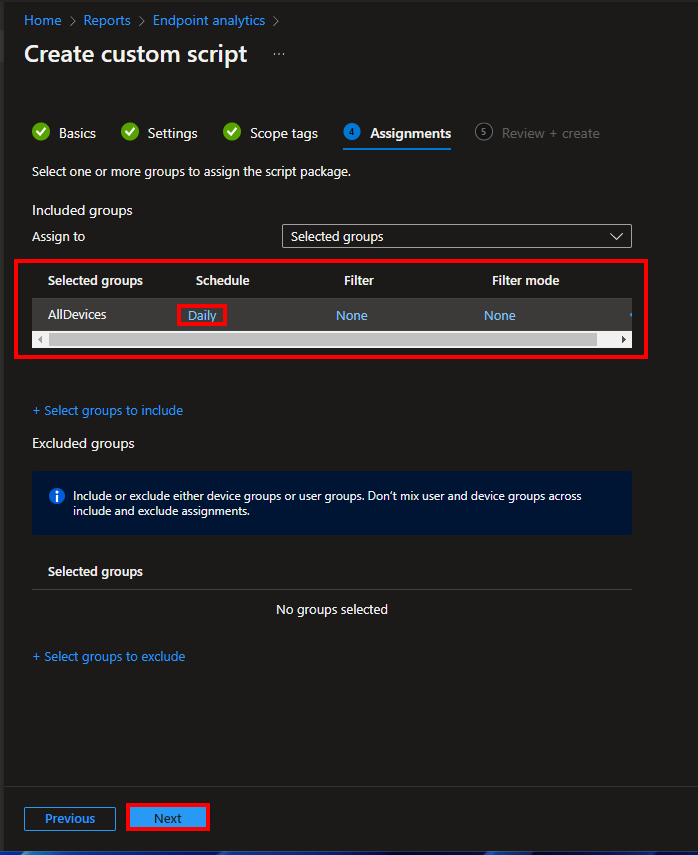 Home > Reports > Endpoint analytics >
Create custom script ...
Basics Settings Scope tags 4 Assignments 5 Review + create
Select one or more groups to assign the script package.
Included groups
Assign to Selected groups
Selected groups Schedule Filter Filter mode
AllDevices Daily None None
+ Select groups to include
Excluded groups
Include or exclude either device groups or user groups. Don't mix user and device groups across
include and exclude assignments.
Selected groups
No groups selected
+ Select groups to exclude
Previous Next